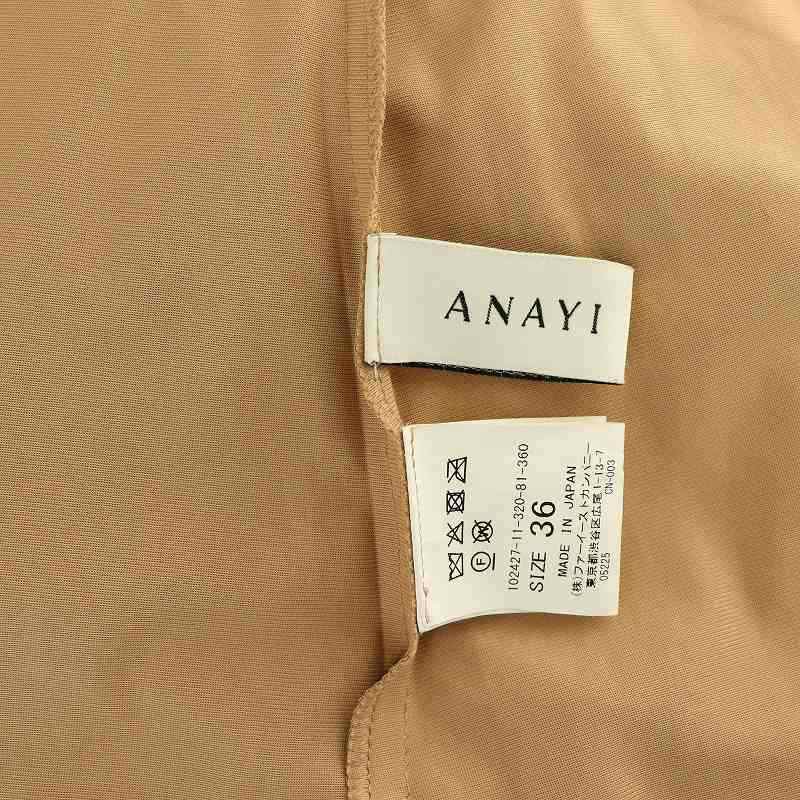 ANAYI
102427-11-320-81-360
SIZE 36
MADE IN JAPAN
(株)ファーイーストカンパニー
東京都渋谷区広尾1-13-7
05225 CN-003